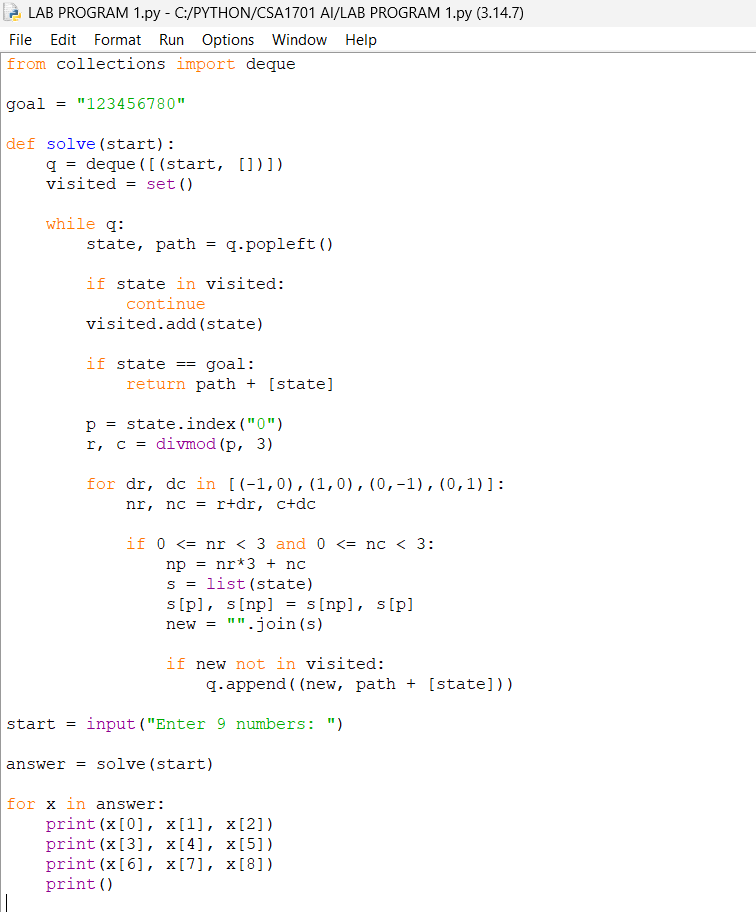 LAB PROGRAM 1.py - C:/PYTHON/CSA1701 AI/LAB PROGRAM 1.py (3.14.7)
File Edit Format Run Options Window Help
from collections import deque

goal = "123456780"

def solve(start):
    q = deque([(start, [])])
    visited = set()

    while q:
        state, path = q.popleft()

        if state in visited:
            continue
        visited.add(state)

        if state == goal:
            return path + [state]

        p = state.index("0")
        r, c = divmod(p, 3)

        for dr, dc in [(-1,0),(1,0),(0,-1),(0,1)]:
            nr, nc = r+dr, c+dc

            if 0 <= nr < 3 and 0 <= nc < 3:
                np = nr*3 + nc
                s = list(state)
                s[p], s[np] = s[np], s[p]
                new = "".join(s)

                if new not in visited:
                    q.append((new, path + [state]))

start = input("Enter 9 numbers: ")

answer = solve(start)

for x in answer:
    print(x[0], x[1], x[2])
    print(x[3], x[4], x[5])
    print(x[6], x[7], x[8])
    print()